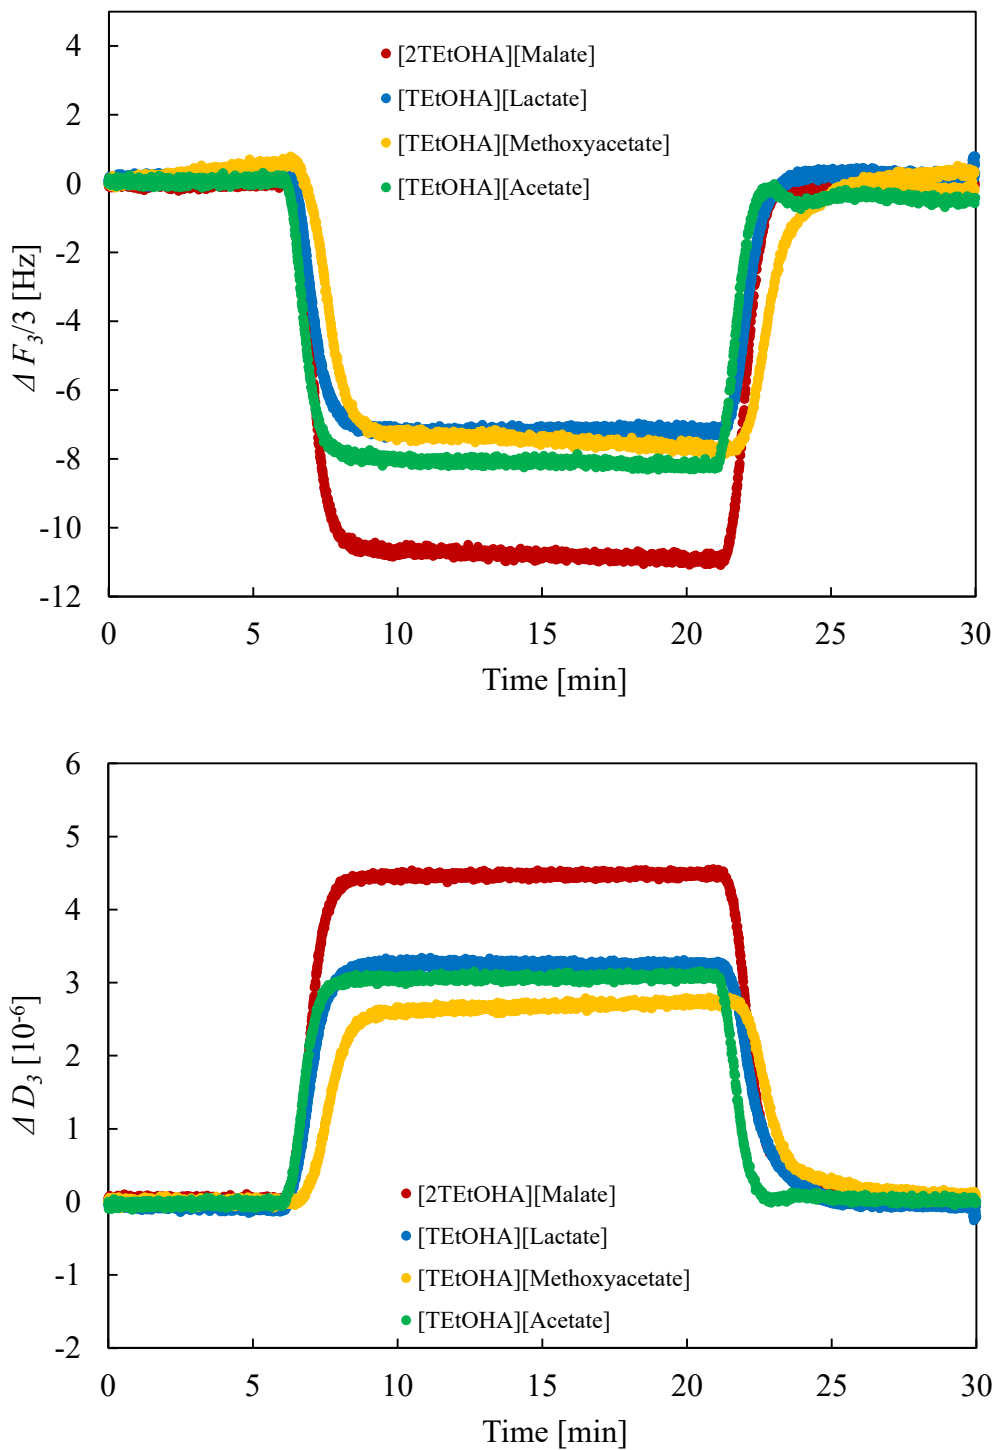 4
2
0
-2
-4
-6
-8
-10
-12
Δ F₃/3 [Hz]
[2TEtOHA][Malate]
[TEtOHA][Lactate]
[TEtOHA][Methoxyacetate]
[TEtOHA][Acetate]
0 5 10 15 20 25 30
Time [min]
6
5
4
3
2
1
0
-1
-2
Δ D₃ [10⁻⁶]
[2TEtOHA][Malate]
[TEtOHA][Lactate]
[TEtOHA][Methoxyacetate]
[TEtOHA][Acetate]
0 5 10 15 20 25 30
Time [min]